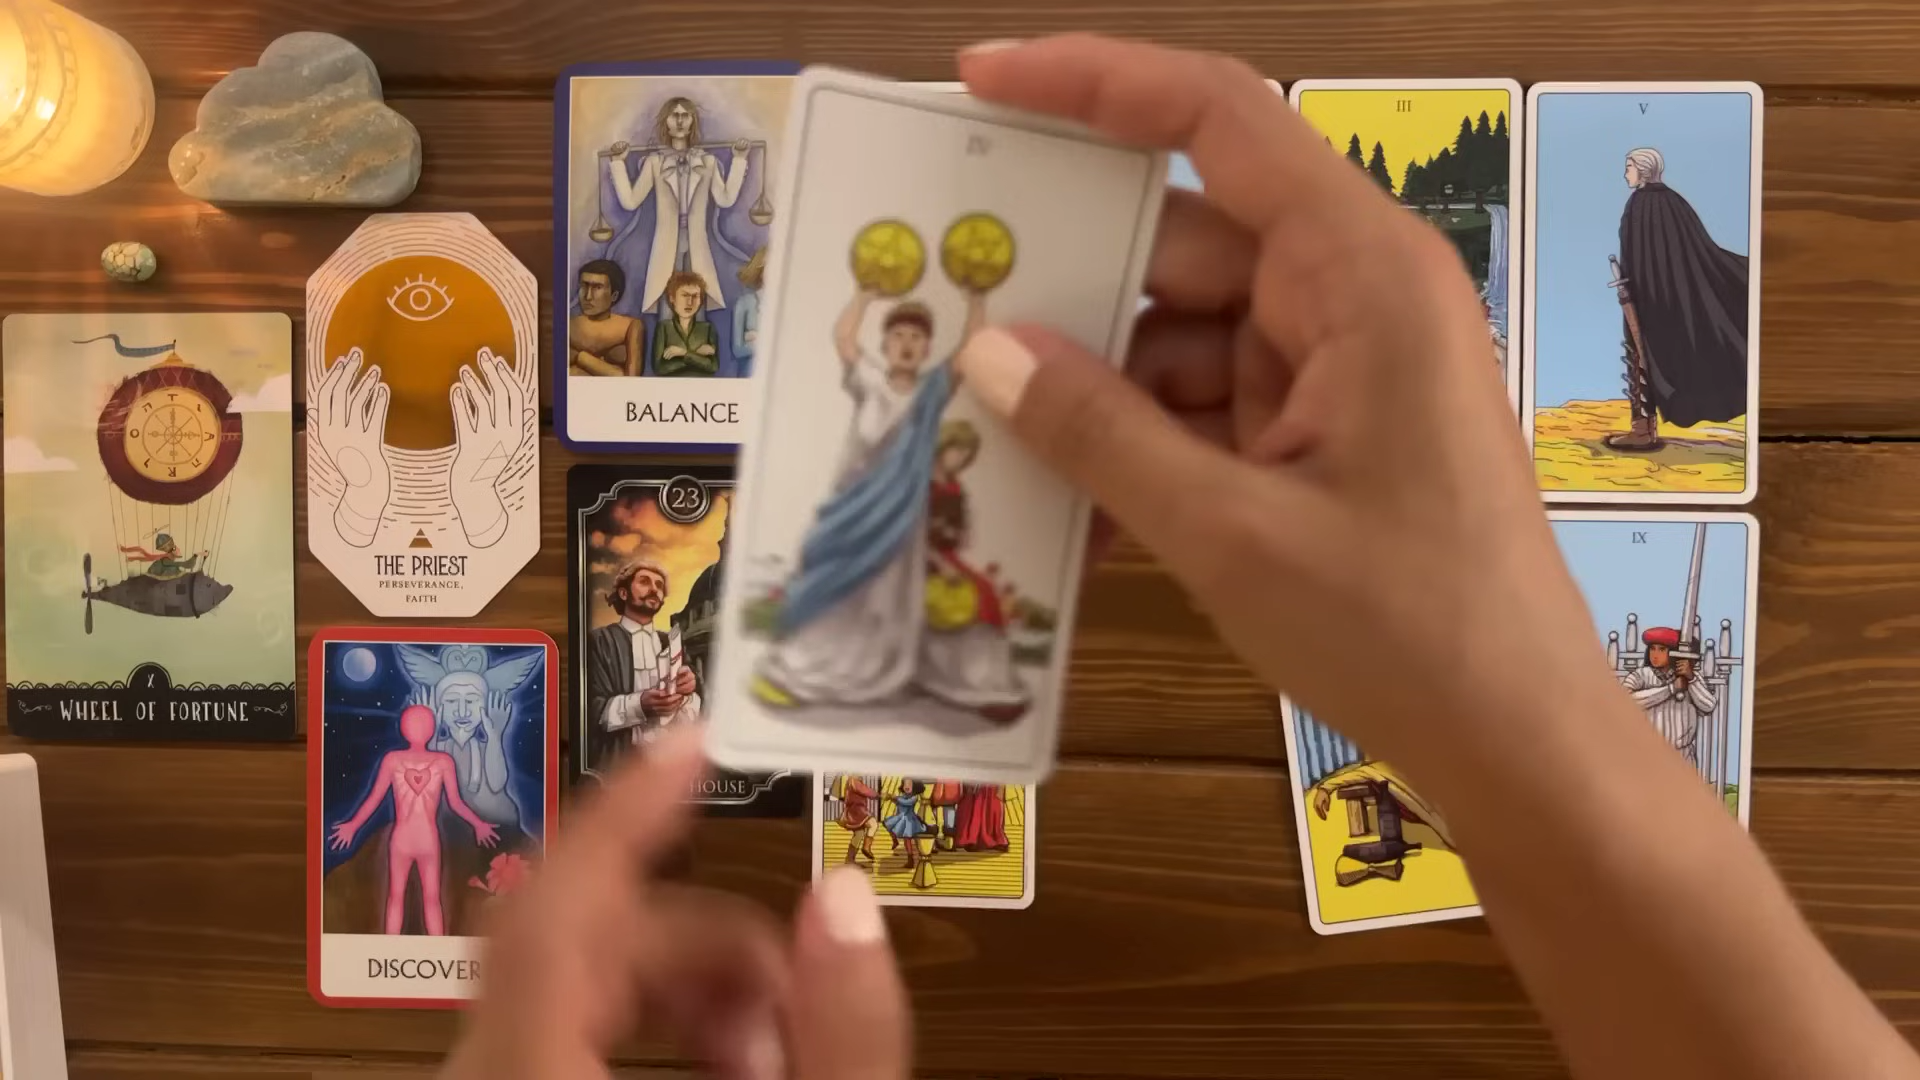 III
V
BALANCE
IX
23
THE PRIEST
PERSEVERANCE,
FAITH
X
WHEEL OF FORTUNE
HOUSE
DISCOVER